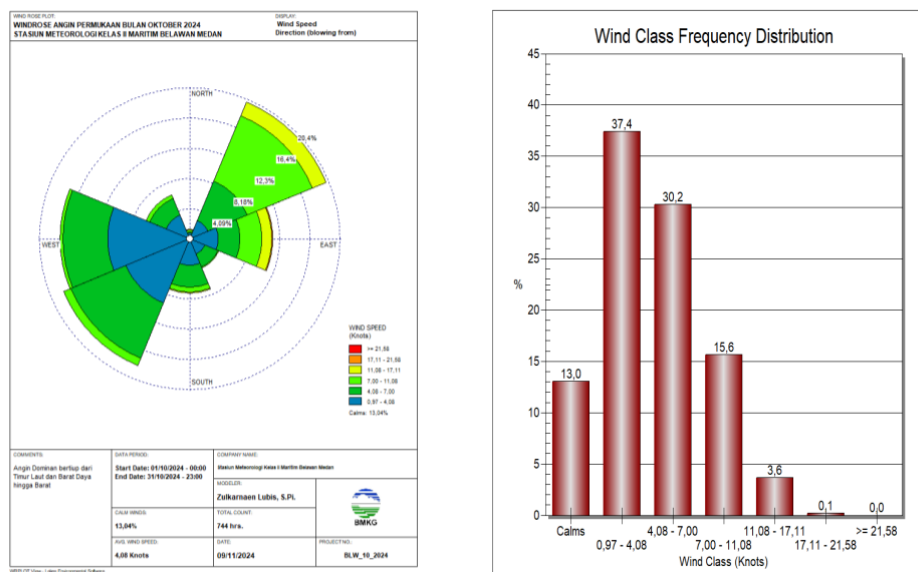 WIND ROSE PLOT:
WINDROSE ANGIN PERMUKAAN BULAN OKTOBER 2024
STASIUN METEOROLOGI KELAS II MARITIM BELAWAN MEDAN
DISPLAY:
Wind Speed
Direction (blowing from)
NORTH
20,4%
16,4%
12,3%
8,18%
4,09%
WEST
EAST
SOUTH
WIND SPEED
(Knots)
>= 21,58
17,11 - 21,58
11,08 - 17,11
7,00 - 11,08
4,08 - 7,00
0,97 - 4,08
Calms: 13,04%
COMMENTS:
Angin Dominan bertiup dari
Timur Laut dan Barat Daya
hingga Barat
DATA PERIOD:
Start Date: 01/10/2024 - 00:00
End Date: 31/10/2024 - 23:00
COMPANY NAME:
Stasiun Meteorologi Kelas II Maritim Belawan Medan
MODELER:
Zulkarnaen Lubis, S.Pi.
BMKG
CALM WINDS:
13,04%
TOTAL COUNT:
744 hrs.
AVG. WIND SPEED:
4,08 Knots
DATE:
09/11/2024
PROJECT NO.:
BLW_10_2024
Wind Class Frequency Distribution
45
40
35
30
25
20
15
10
5
0
%
13,0
37,4
30,2
15,6
3,6
0,1
0,0
Calms
0,97 - 4,08
4,08 - 7,00
7,00 - 11,08
11,08 - 17,11
17,11 - 21,58
>= 21,58
Wind Class (Knots)